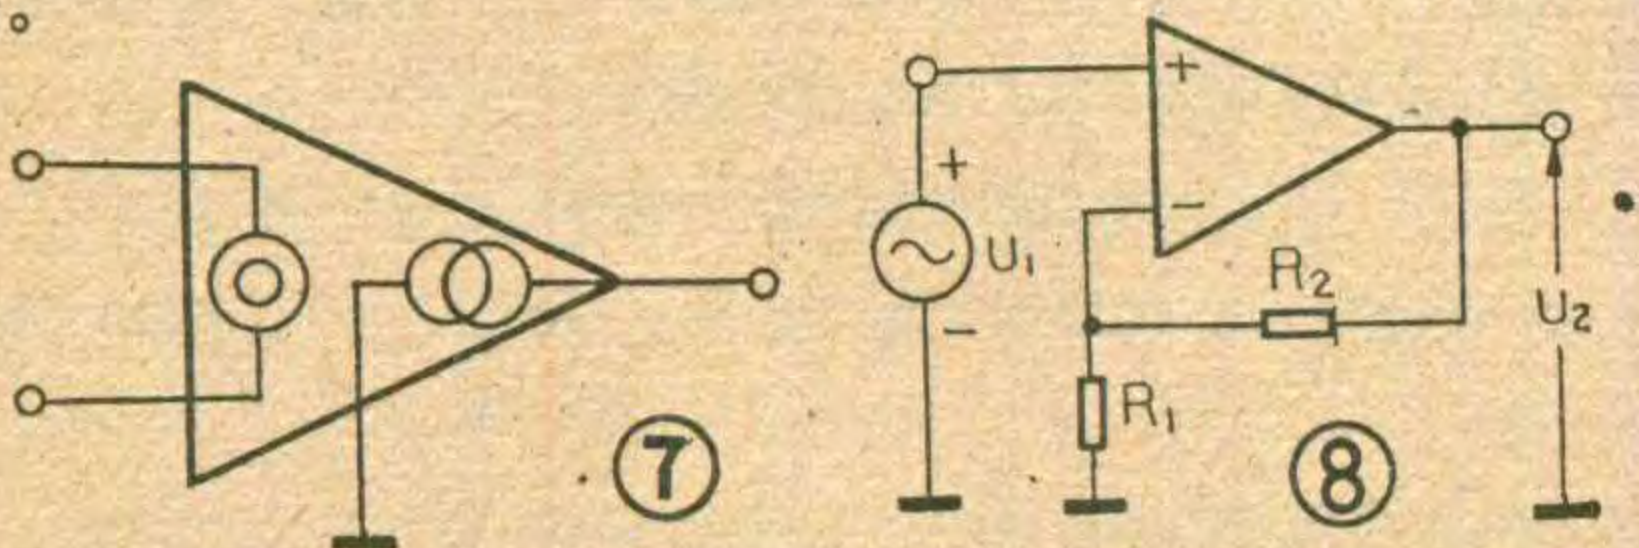 +
+
−
U₁
−
R₂
U₂
R₁
⑦
⑧